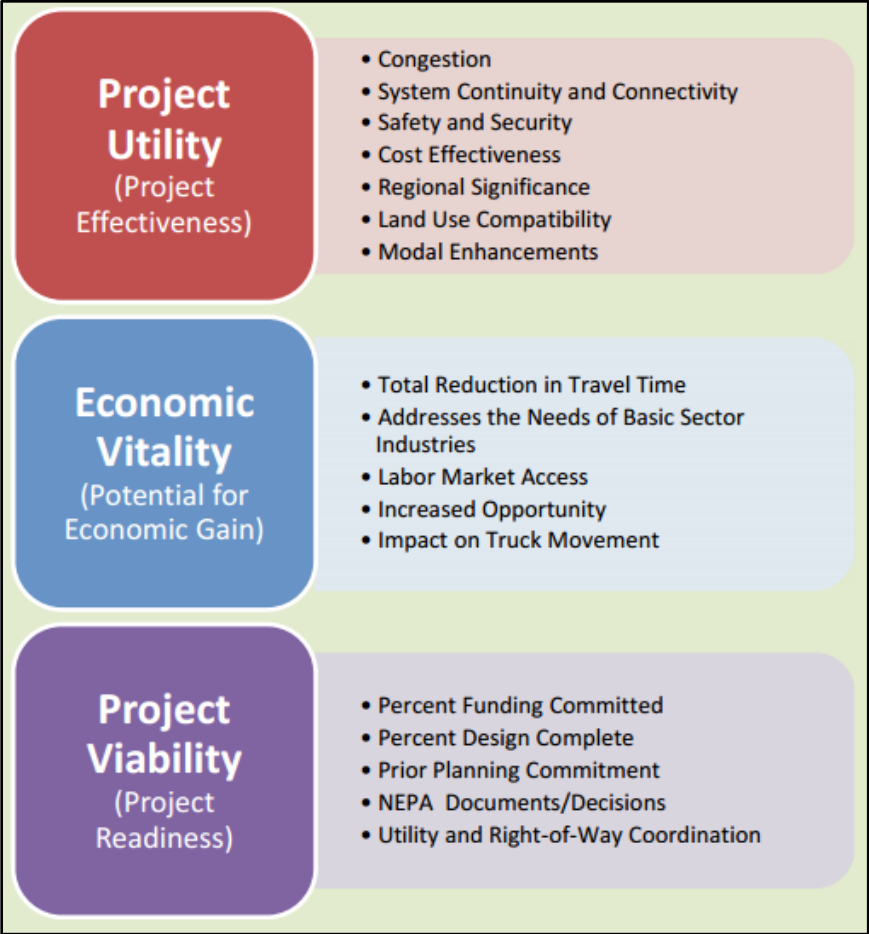 Project
Utility
(Project
Effectiveness)
• Congestion
• System Continuity and Connectivity
• Safety and Security
• Cost Effectiveness
• Regional Significance
• Land Use Compatibility
• Modal Enhancements
Economic
Vitality
(Potential for
Economic Gain)
• Total Reduction in Travel Time
• Addresses the Needs of Basic Sector
Industries
• Labor Market Access
• Increased Opportunity
• Impact on Truck Movement
Project
Viability
(Project
Readiness)
• Percent Funding Committed
• Percent Design Complete
• Prior Planning Commitment
• NEPA Documents/Decisions
• Utility and Right-of-Way Coordination